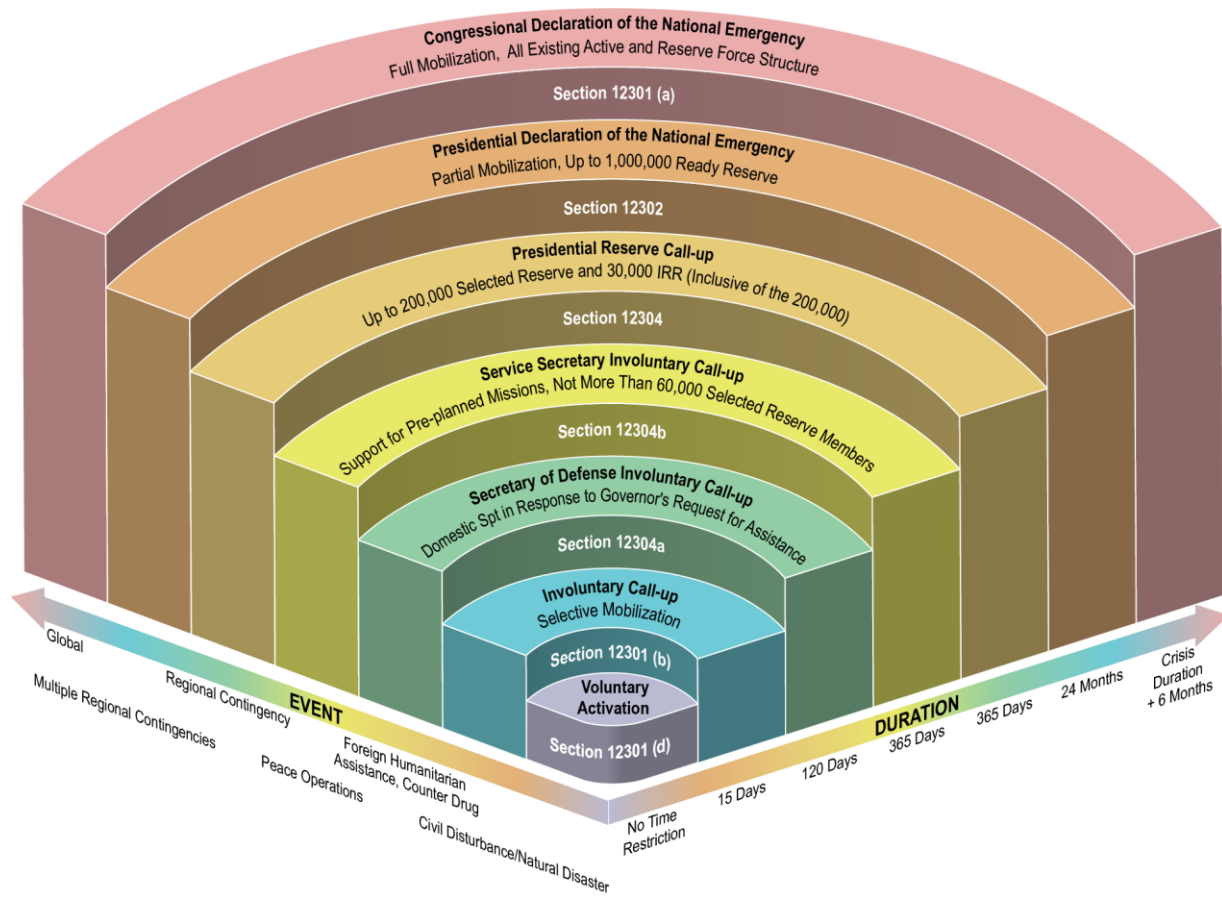 Congressional Declaration of the National Emergency
Full Mobilization, All Existing Active and Reserve Force Structure
Section 12301 (a)
Presidential Declaration of the National Emergency
Partial Mobilization, Up to 1,000,000 Ready Reserve
Section 12302
Presidential Reserve Call-up
Up to 200,000 Selected Reserve and 30,000 IRR (Inclusive of the 200,000)
Section 12304
Service Secretary Involuntary Call-up
Support for Pre-planned Missions, Not More Than 60,000 Selected Reserve Members
Section 12304b
Secretary of Defense Involuntary Call-up
Domestic Spt in Response to Governor's Request for Assistance
Section 12304a
Involuntary Call-up
Selective Mobilization
Section 12301 (b)
Voluntary
Activation
Section 12301 (d)
EVENT
Global
Multiple Regional Contingencies
Regional Contingency
Peace Operations
Foreign Humanitarian
Assistance, Counter Drug
Civil Disturbance/Natural Disaster
DURATION
No Time
Restriction
15 Days
120 Days
365 Days
365 Days
24 Months
Crisis
Duration
+ 6 Months